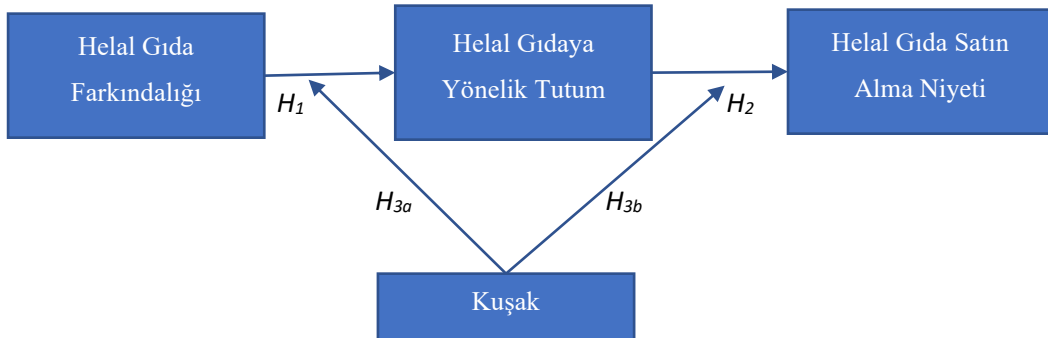 Helal Gıda
Farkındalığı
Helal Gıdaya
Yönelik Tutum
Helal Gıda Satın
Alma Niyeti
H1
H2
H3a
H3b
Kuşak